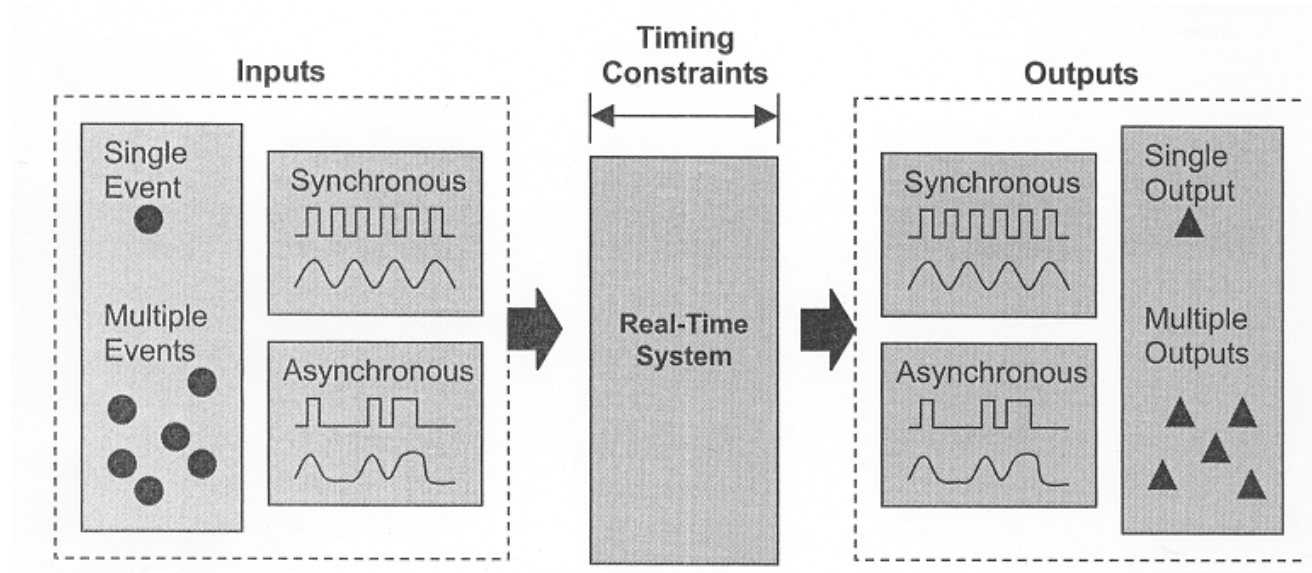 Inputs
Timing
Constraints
Outputs
Single
Event
Multiple
Events
Synchronous
Asynchronous
Real-Time
System
Synchronous
Asynchronous
Single
Output
Multiple
Outputs